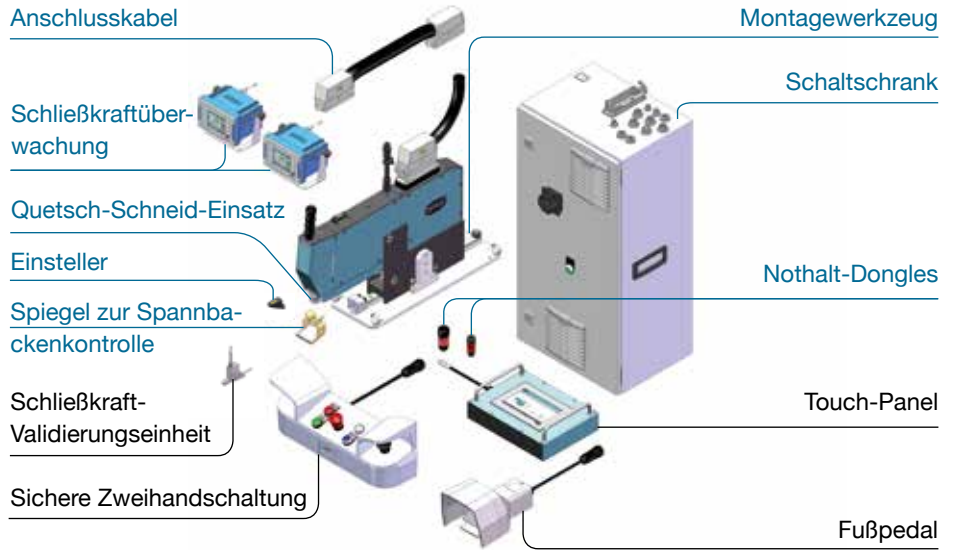 Anschlusskabel
Montagewerkzeug
Schaltschrank
Schließkraftüber-
wachung
Quetsch-Schneid-Einsatz
Einsteller
Nothalt-Dongles
Spiegel zur Spannba-
ckenkontrolle
Schließkraft-
Validierungseinheit
Touch-Panel
Sichere Zweihandschaltung
Fußpedal